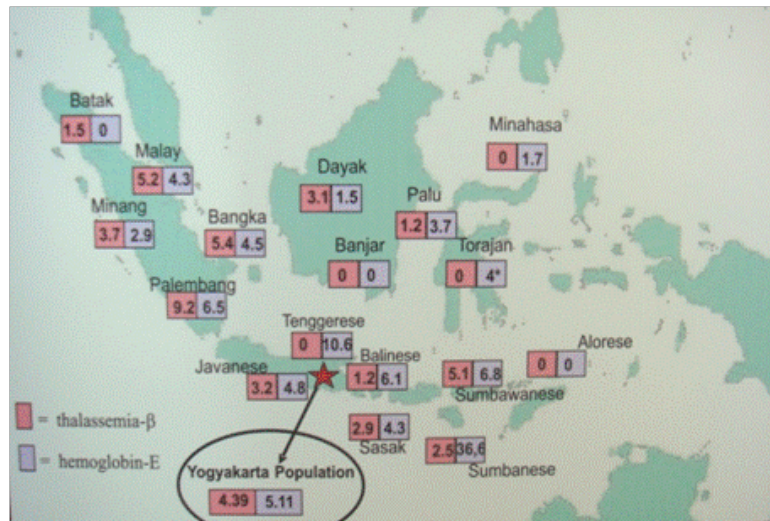 Batak
1.5 0
Malay
5.2 4.3
Minang
3.7 2.9
Bangka
5.4 4.5
Palembang
9.2 6.5
Dayak
3.1 1.5
Minahasa
0 1.7
Palu
1.2 3.7
Banjar
0 0
Torajan
0 4*
Tenggerese
0 10.6
Javanese
3.2 4.8
Balinese
1.2 6.1
5.1 6.8
Sumbawanese
Alorese
0 0
2.9 4.3
Sasak
2.5 36,6
Sumbanese
= thalassemia-β
= hemoglobin-E
Yogyakarta Population
4.39 5.11